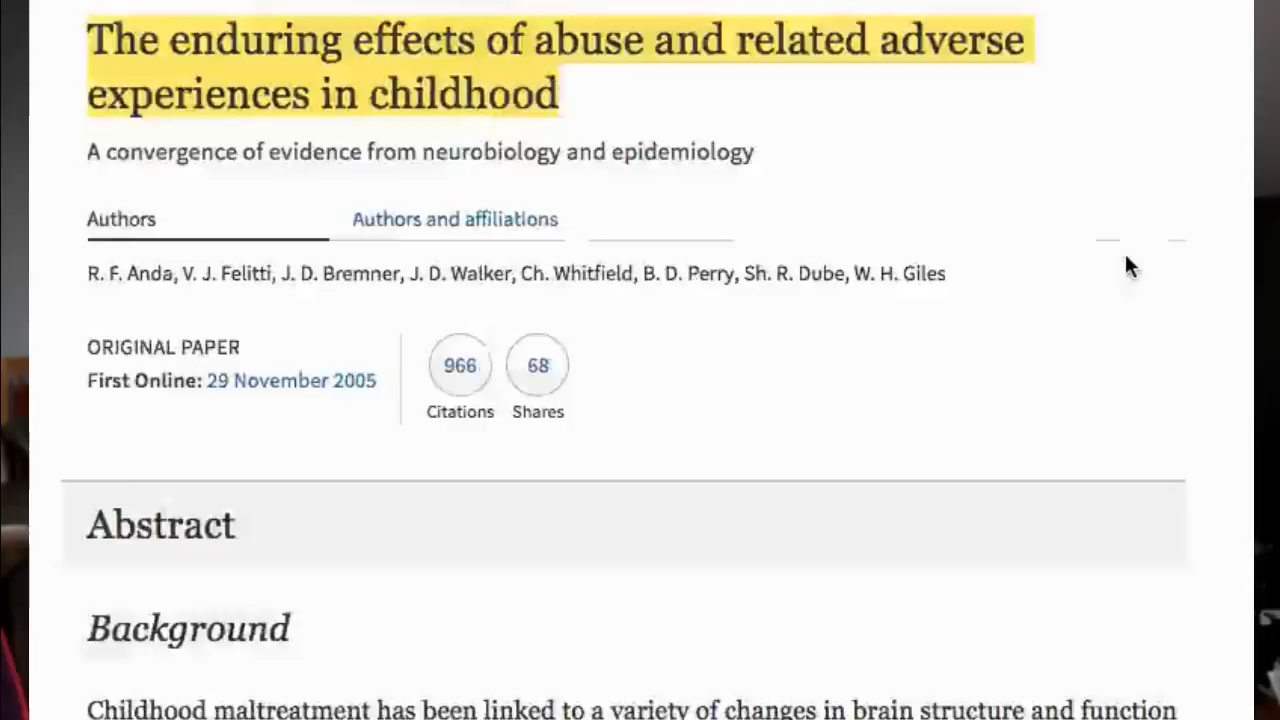 The enduring effects of abuse and related adverse
experiences in childhood
A convergence of evidence from neurobiology and epidemiology
Authors
Authors and affiliations
R. F. Anda, V. J. Felitti, J. D. Bremner, J. D. Walker, Ch. Whitfield, B. D. Perry, Sh. R. Dube, W. H. Giles
ORIGINAL PAPER
First Online: 29 November 2005
966
Citations
68
Shares
Abstract
Background
Childhood maltreatment has been linked to a variety of changes in brain structure and function